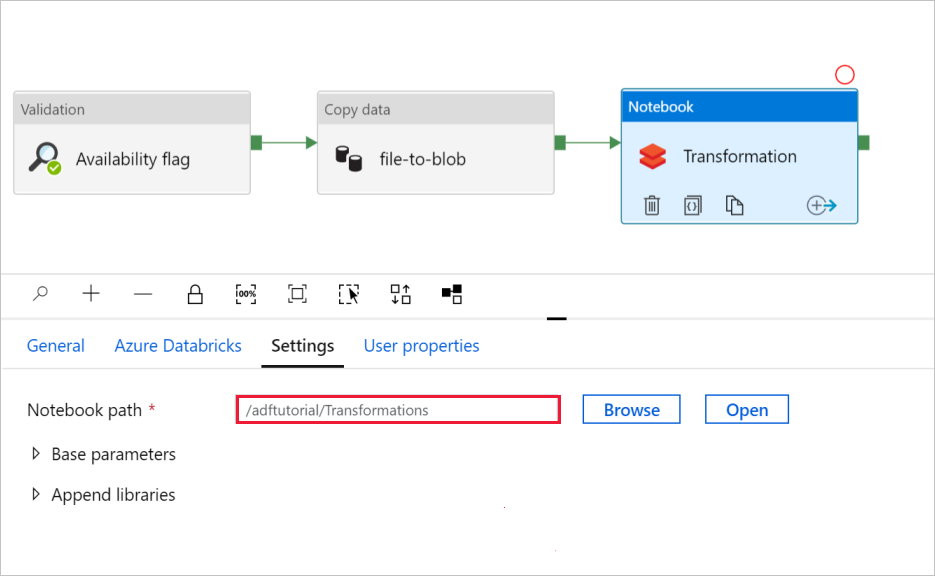 Validation
Availability flag
Copy data
file-to-blob
Notebook
Transformation
{}
100%
General Azure Databricks Settings User properties
Notebook path * /adftutorial/Transformations Browse Open
Base parameters
Append libraries